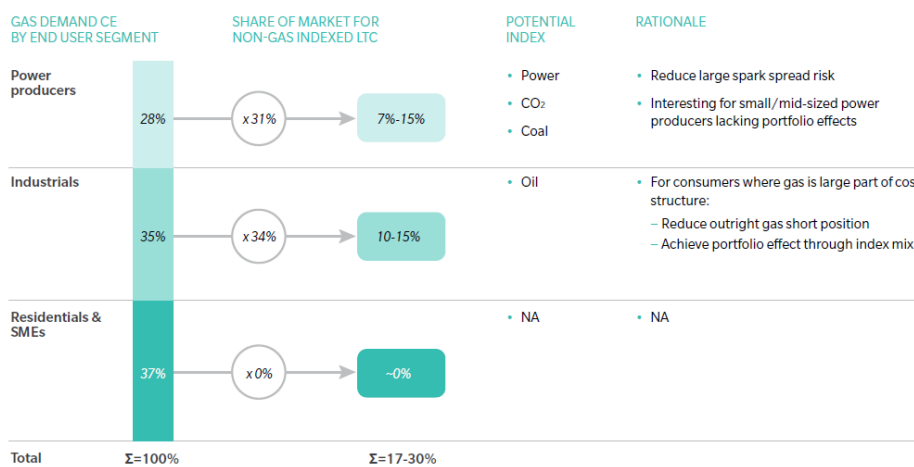 GAS DEMAND CE
BY END USER SEGMENT
SHARE OF MARKET FOR
NON-GAS INDEXED LTC
POTENTIAL
INDEX
RATIONALE
Power
producers
28%
x 31%
7%-15%
• Power
• CO₂
• Coal
• Reduce large spark spread risk
• Interesting for small/mid-sized power
producers lacking portfolio effects
Industrials
35%
x 34%
10-15%
• Oil
• For consumers where gas is large part of cos
structure:
– Reduce outright gas short position
– Achieve portfolio effect through index mix
Residentials &
SMEs
37%
x 0%
~0%
• NA
• NA
Total
Σ=100%
Σ=17-30%